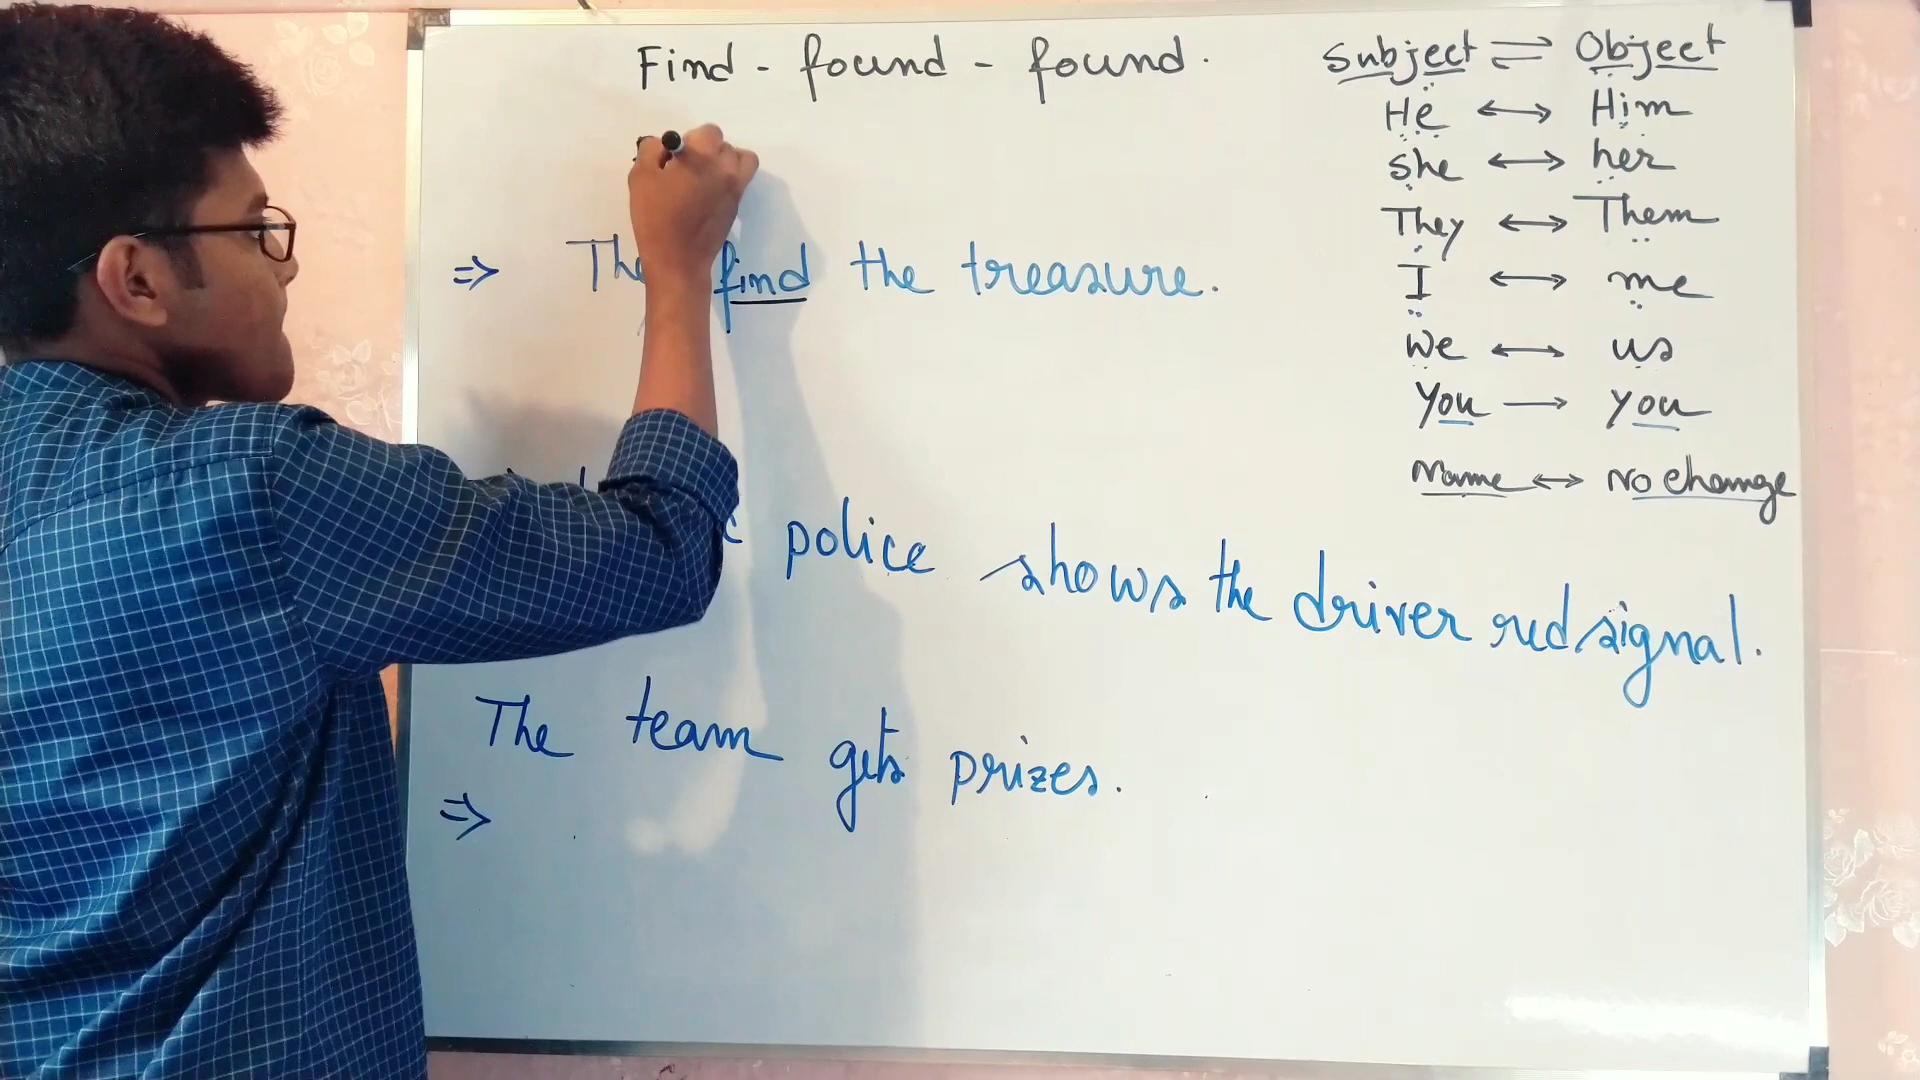 Find - found - found.
⇒ find the treasure.
police shows the driver red signal.
The team gets prizes.
⇒
Subject ⇌ Object
He ↔ Him
she ↔ her
They ↔ Them
I ↔ me
we ↔ us
You → you
Name ↔ No change